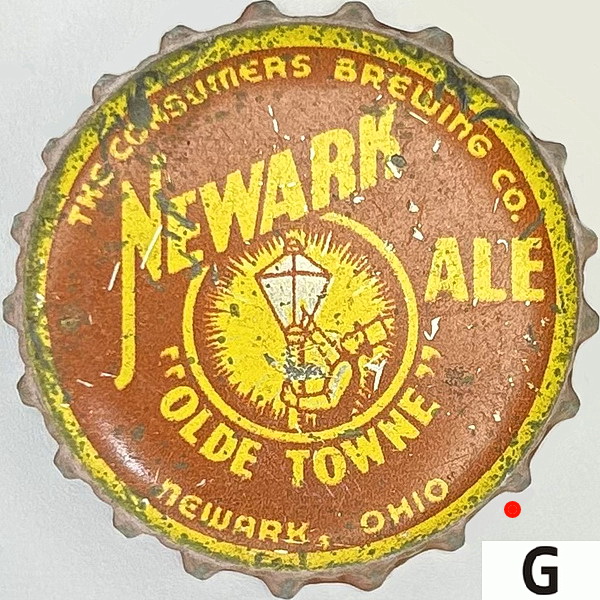 THE CONSUMERS BREWING CO.
NEWARK
ALE
"OLDE TOWNE"
NEWARK, OHIO
G